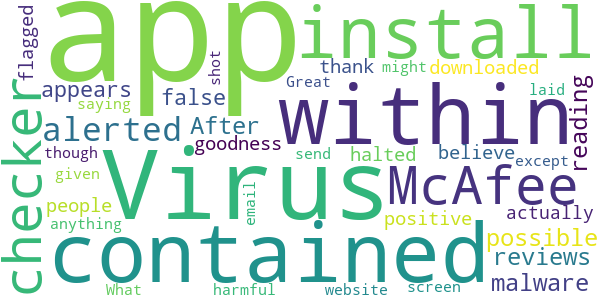 app
install
Virus
within
contained
checker
McAfee
alerted
flagged
appears
saying
false
shot
After
Great
thank
might
downloaded
laid
reading
goodness
though
given
people
anything
What
harmful
email
send
halted
believe
except
positive
actually
possible
reviews
malware
website
screen